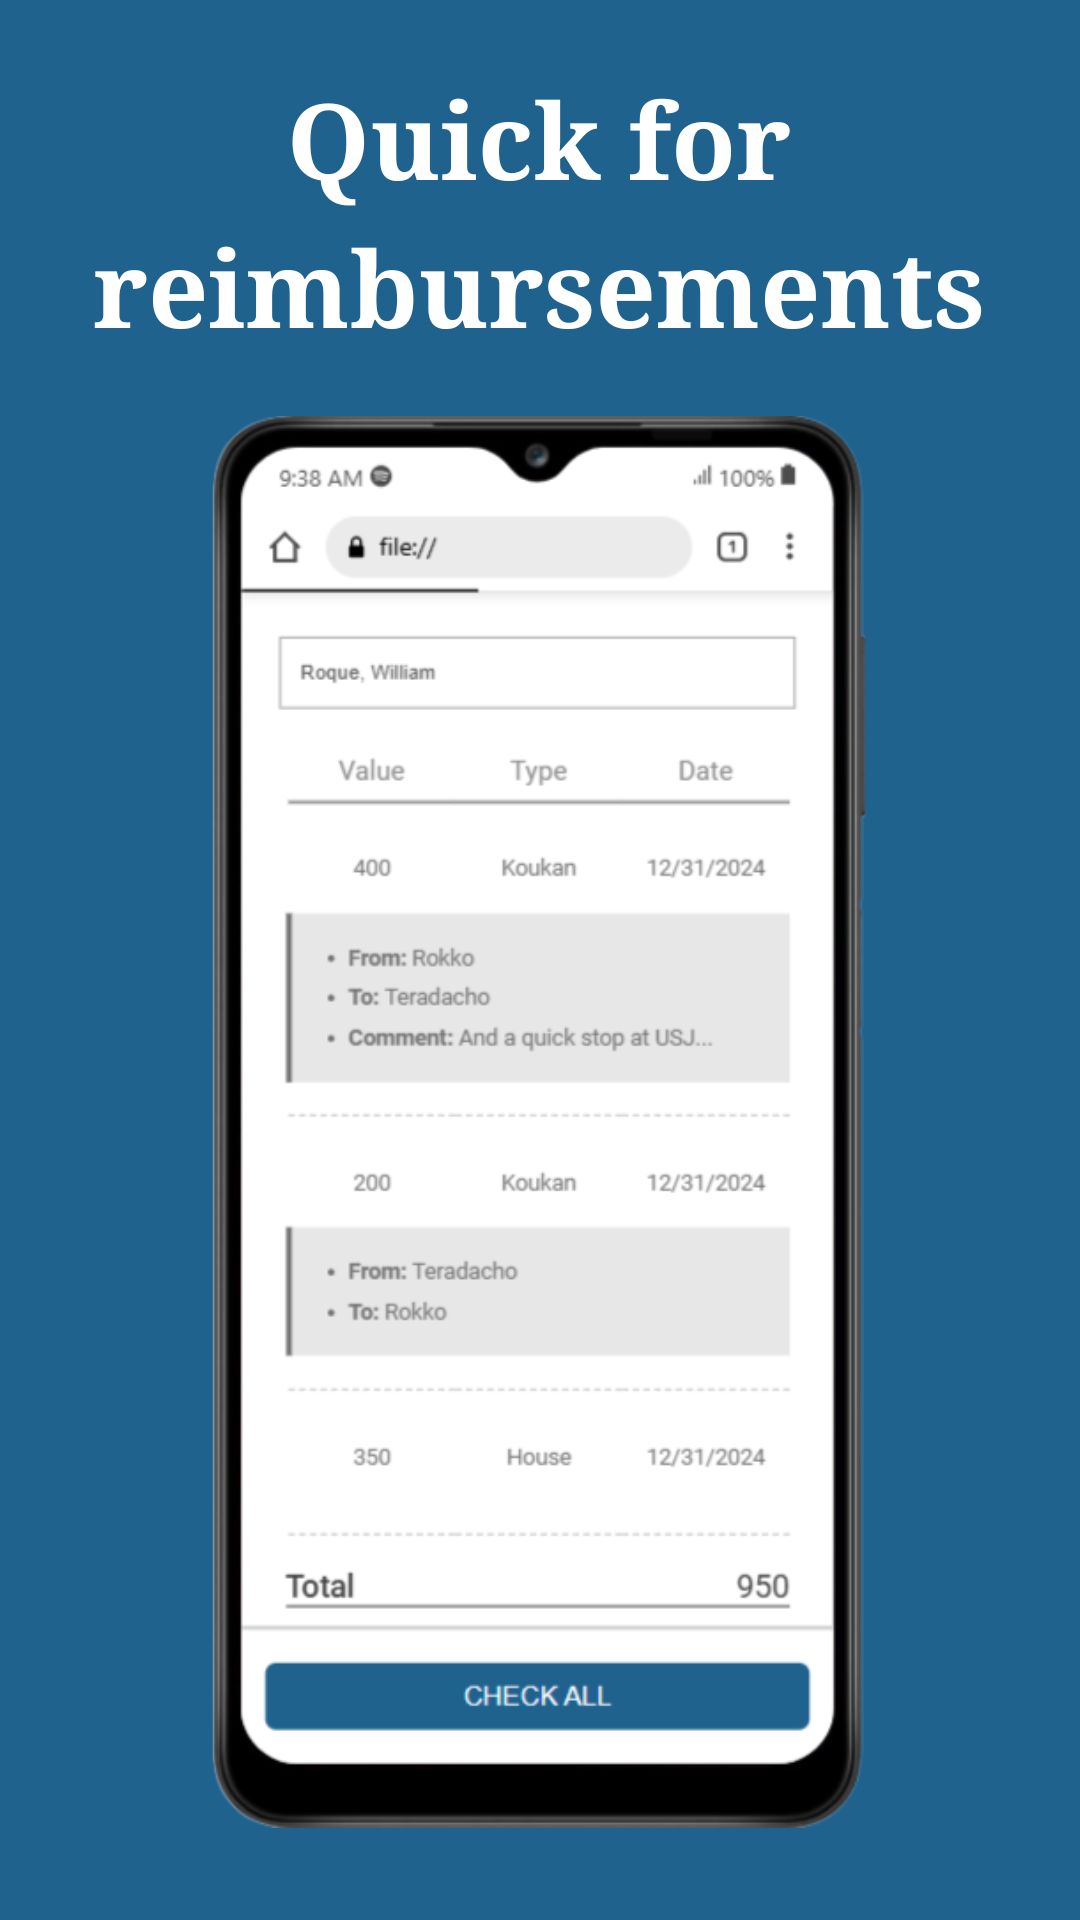 Quick for
reimbursements
9:38 AM 100%
file:// 1
Roque, William
Value Type Date
400 Koukan 12/31/2024
• From: Rokko
• To: Teradacho
• Comment: And a quick stop at USJ...
200 Koukan 12/31/2024
• From: Teradacho
• To: Rokko
350 House 12/31/2024
Total 950
CHECK ALL